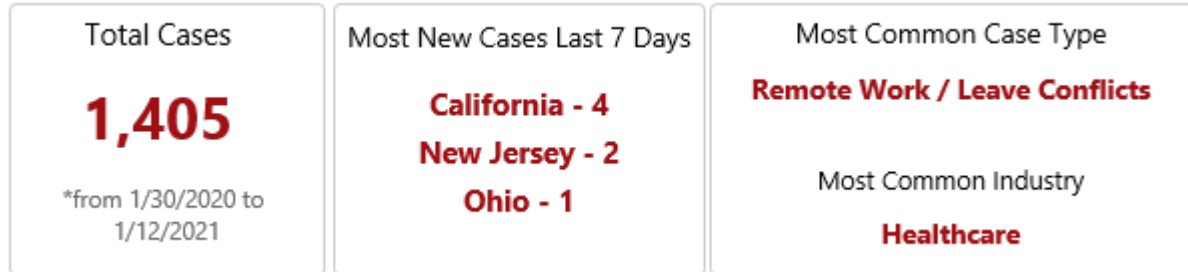 Total Cases
1,405
*from 1/30/2020 to
1/12/2021
Most New Cases Last 7 Days
California - 4
New Jersey - 2
Ohio - 1
Most Common Case Type
Remote Work / Leave Conflicts
Most Common Industry
Healthcare